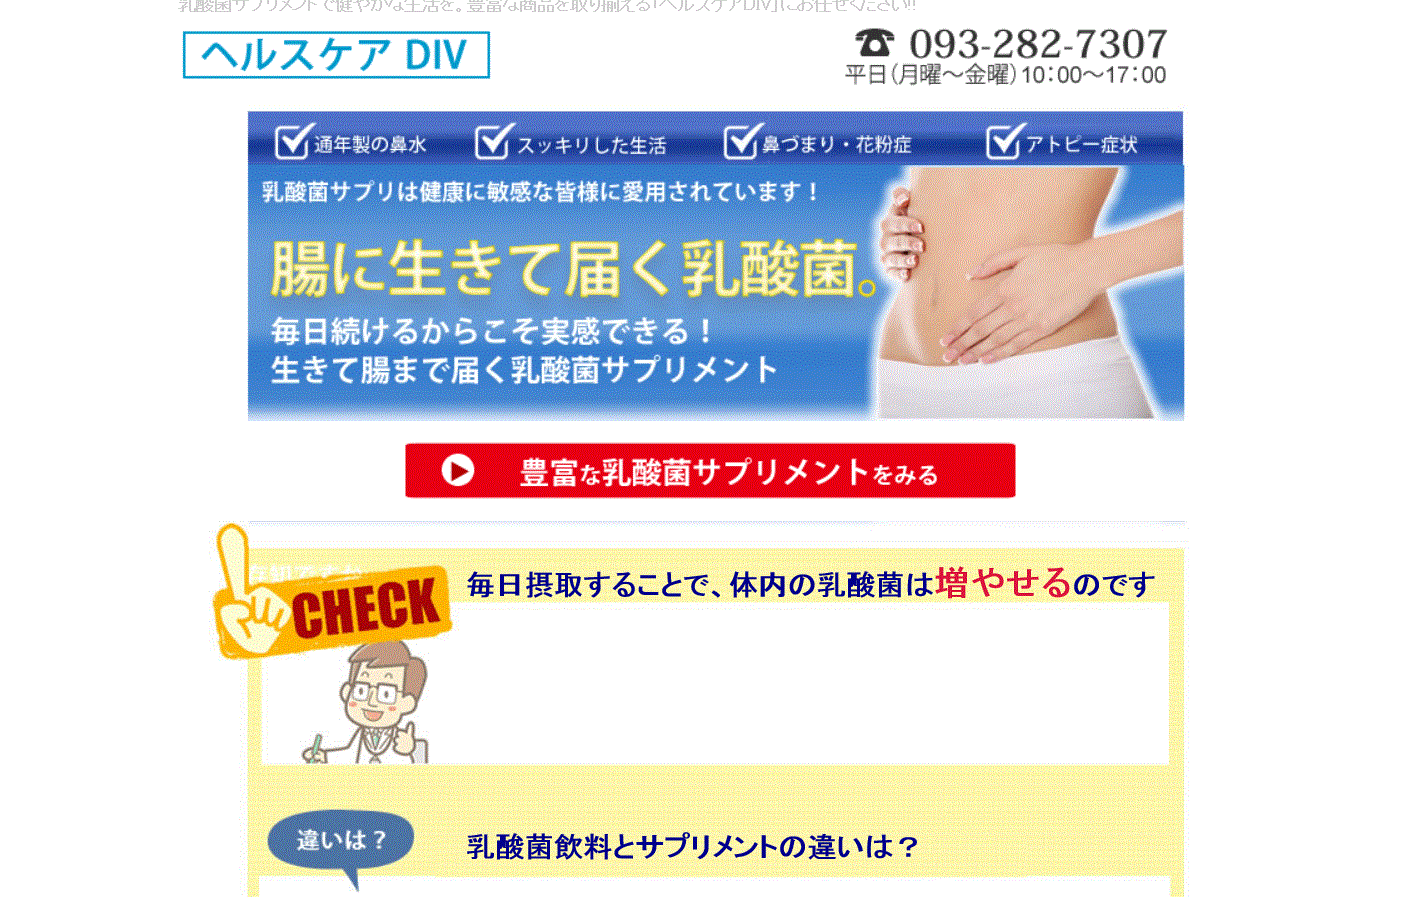 乳酸菌サプリメントで健やかな生活を。豊富な商品を取り揃える「ヘルスケアDIV」にお任せください!!
ヘルスケア DIV
093-282-7307
平日（月曜～金曜）10：00～17：00
通年製の鼻水
スッキリした生活
鼻づまり・花粉症
アトピー症状
乳酸菌サプリは健康に敏感な皆様に愛用されています！
腸に生きて届く乳酸菌。
毎日続けるからこそ実感できる！
生きて腸まで届く乳酸菌サプリメント
豊富な乳酸菌サプリメントをみる
CHECK
毎日摂取することで、体内の乳酸菌は増やせるのです
違いは？
乳酸菌飲料とサプリメントの違いは？